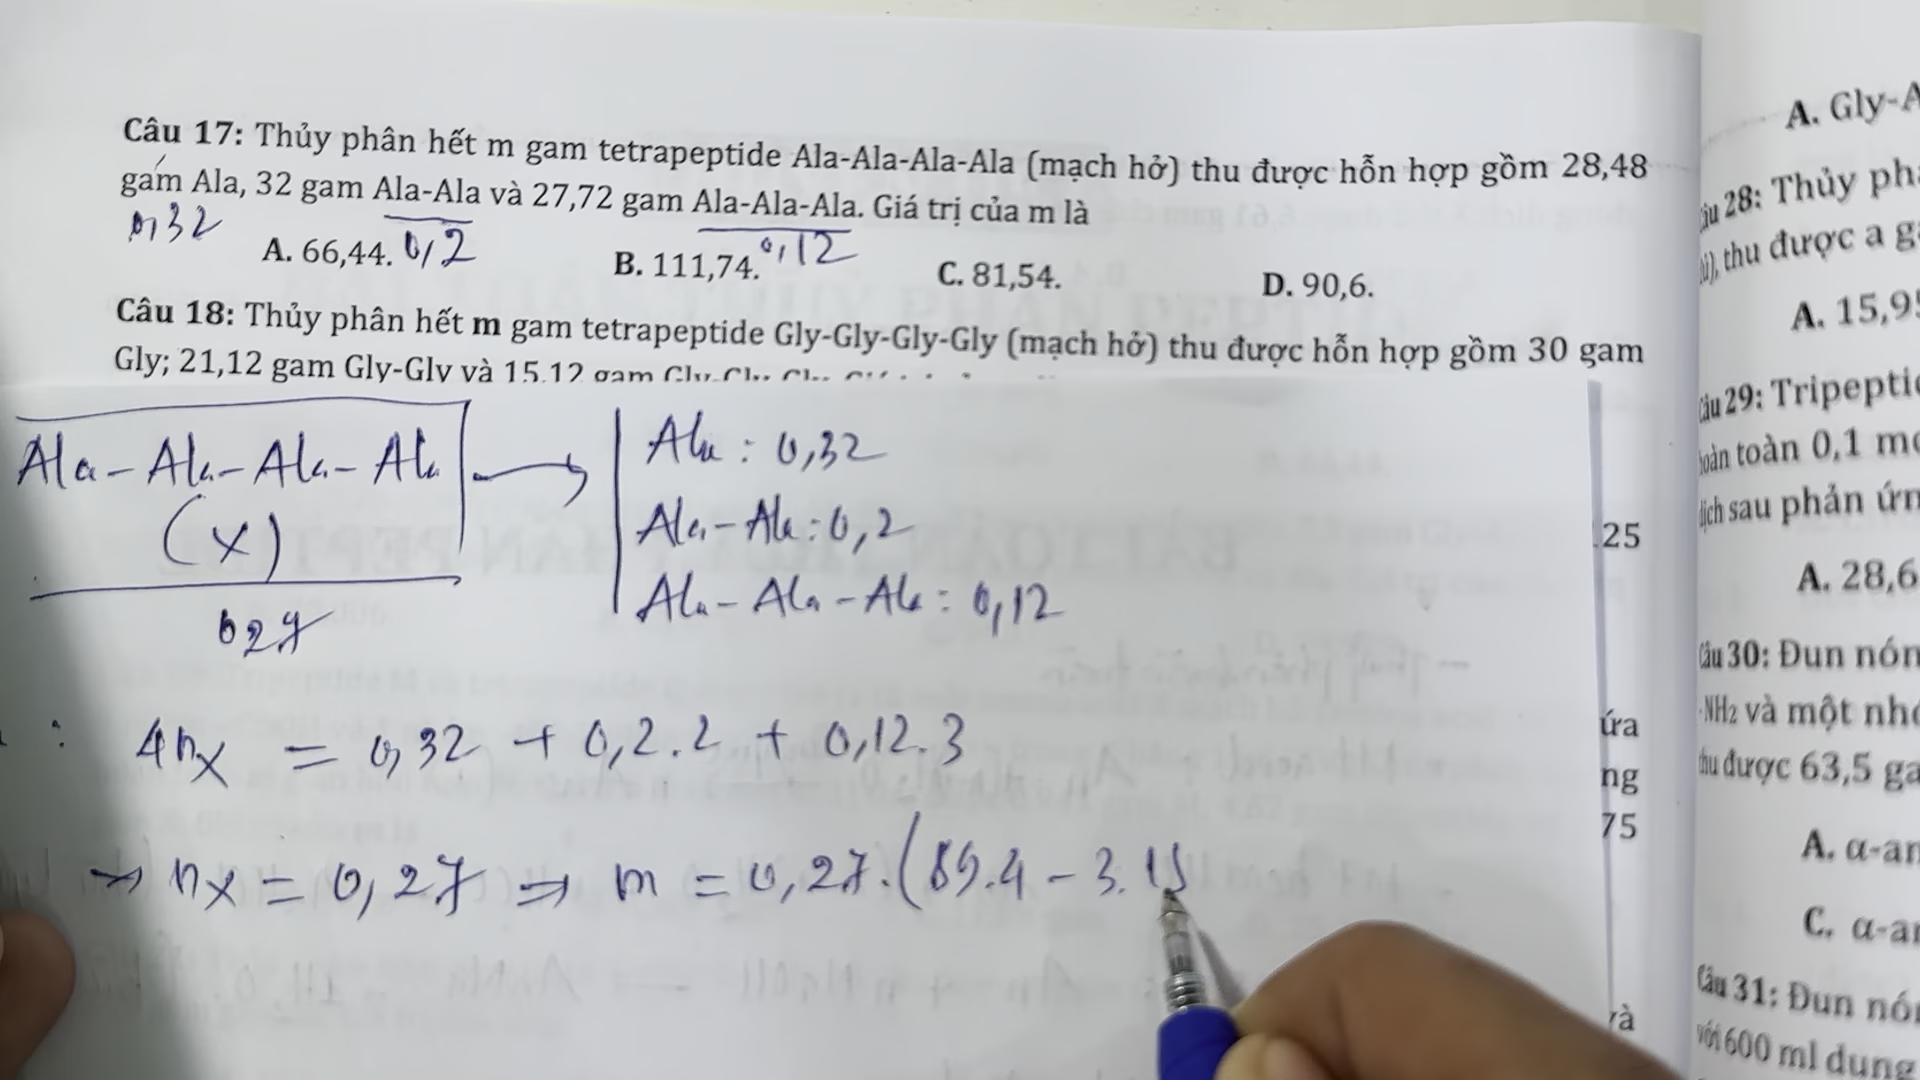 Câu 17: Thủy phân hết m gam tetrapeptide Ala-Ala-Ala-Ala (mạch hở) thu được hỗn hợp gồm 28,48
gam Ala, 32 gam Ala-Ala và 27,72 gam Ala-Ala-Ala. Giá trị của m là
0,32 0,2 0,12
A. 66,44. B. 111,74. C. 81,54. D. 90,6.
Câu 18: Thủy phân hết m gam tetrapeptide Gly-Gly-Gly-Gly (mạch hở) thu được hỗn hợp gồm 30 gam
Gly; 21,12 gam Gly-Gly và 15,12 gam
Ala - Ala - Ala - Ala
(X)
0,27
Ala : 0,32
Ala - Ala : 0,2
Ala - Ala - Ala : 0,12
: 4nX = 0,32 + 0,2.2 + 0,12.3
→ nX = 0,27 ⇒ m = 0,27.(89.4 - 3.18
25
ứa
ng
75
và
A. Gly-A
28: Thủy ph
thu được a g
A. 15,9
Câu 29: Tripepti
toàn 0,1 m
dịch sau phản ứn
A. 28,6
Câu 30: Đun nón
-NH₂ và một nh
thu được 63,5 ga
A. α-a
C. α-a
Câu 31: Đun nó
với 600 ml dung